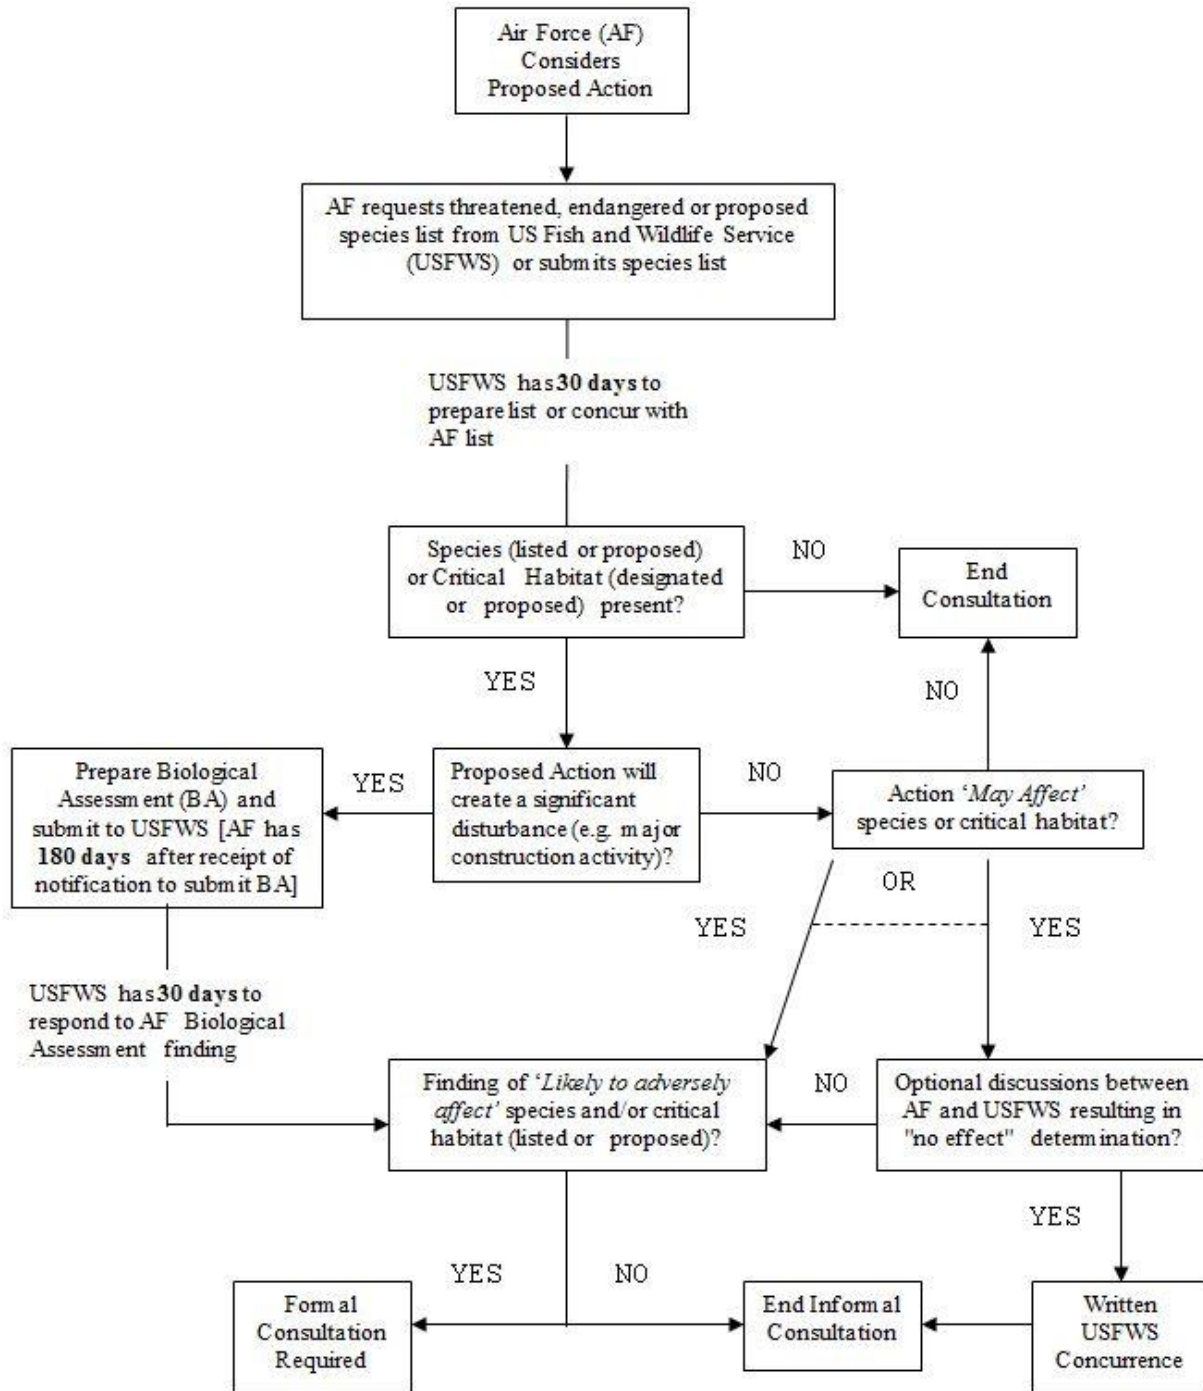 Air Force (AF)
Considers
Proposed Action
AF requests threatened, endangered or proposed
species list from US Fish and Wildlife Service
(USFWS) or submits species list
USFWS has 30 days to
prepare list or concur with
AF list
Species (listed or proposed)
or Critical Habitat (designated
or proposed) present?
NO
End
Consultation
YES
NO
Prepare Biological
Assessment (BA) and
submit to USFWS [AF has
180 days after receipt of
notification to submit BA]
YES
Proposed Action will
create a significant
disturbance (e.g. major
construction activity)?
NO
Action ‘May Affect’
species or critical habitat?
OR
YES
YES
USFWS has 30 days to
respond to AF Biological
Assessment finding
Finding of ‘Likely to adversely
affect’ species and/or critical
habitat (listed or proposed)?
NO
Optional discussions between
AF and USFWS resulting in
"no effect" determination?
YES
YES
NO
Formal
Consultation
Required
End Informal
Consultation
Written
USFWS
Concurrence